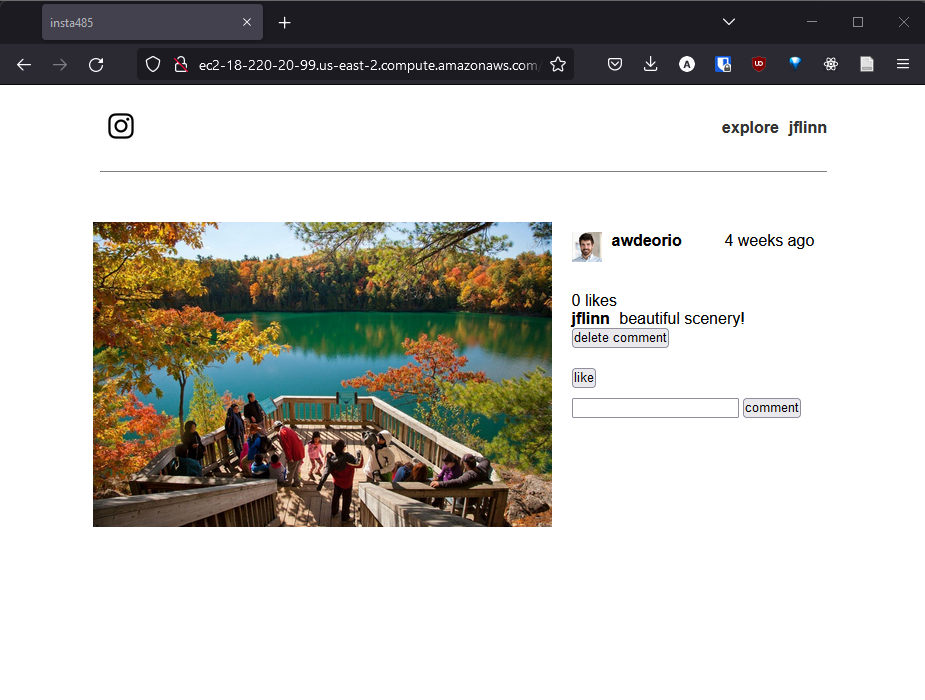 insta485
ec2-18-220-20-99.us-east-2.compute.amazonaws.com/
explore jflinn
awdeorio 4 weeks ago
0 likes
jflinn beautiful scenery!
delete comment
like
comment